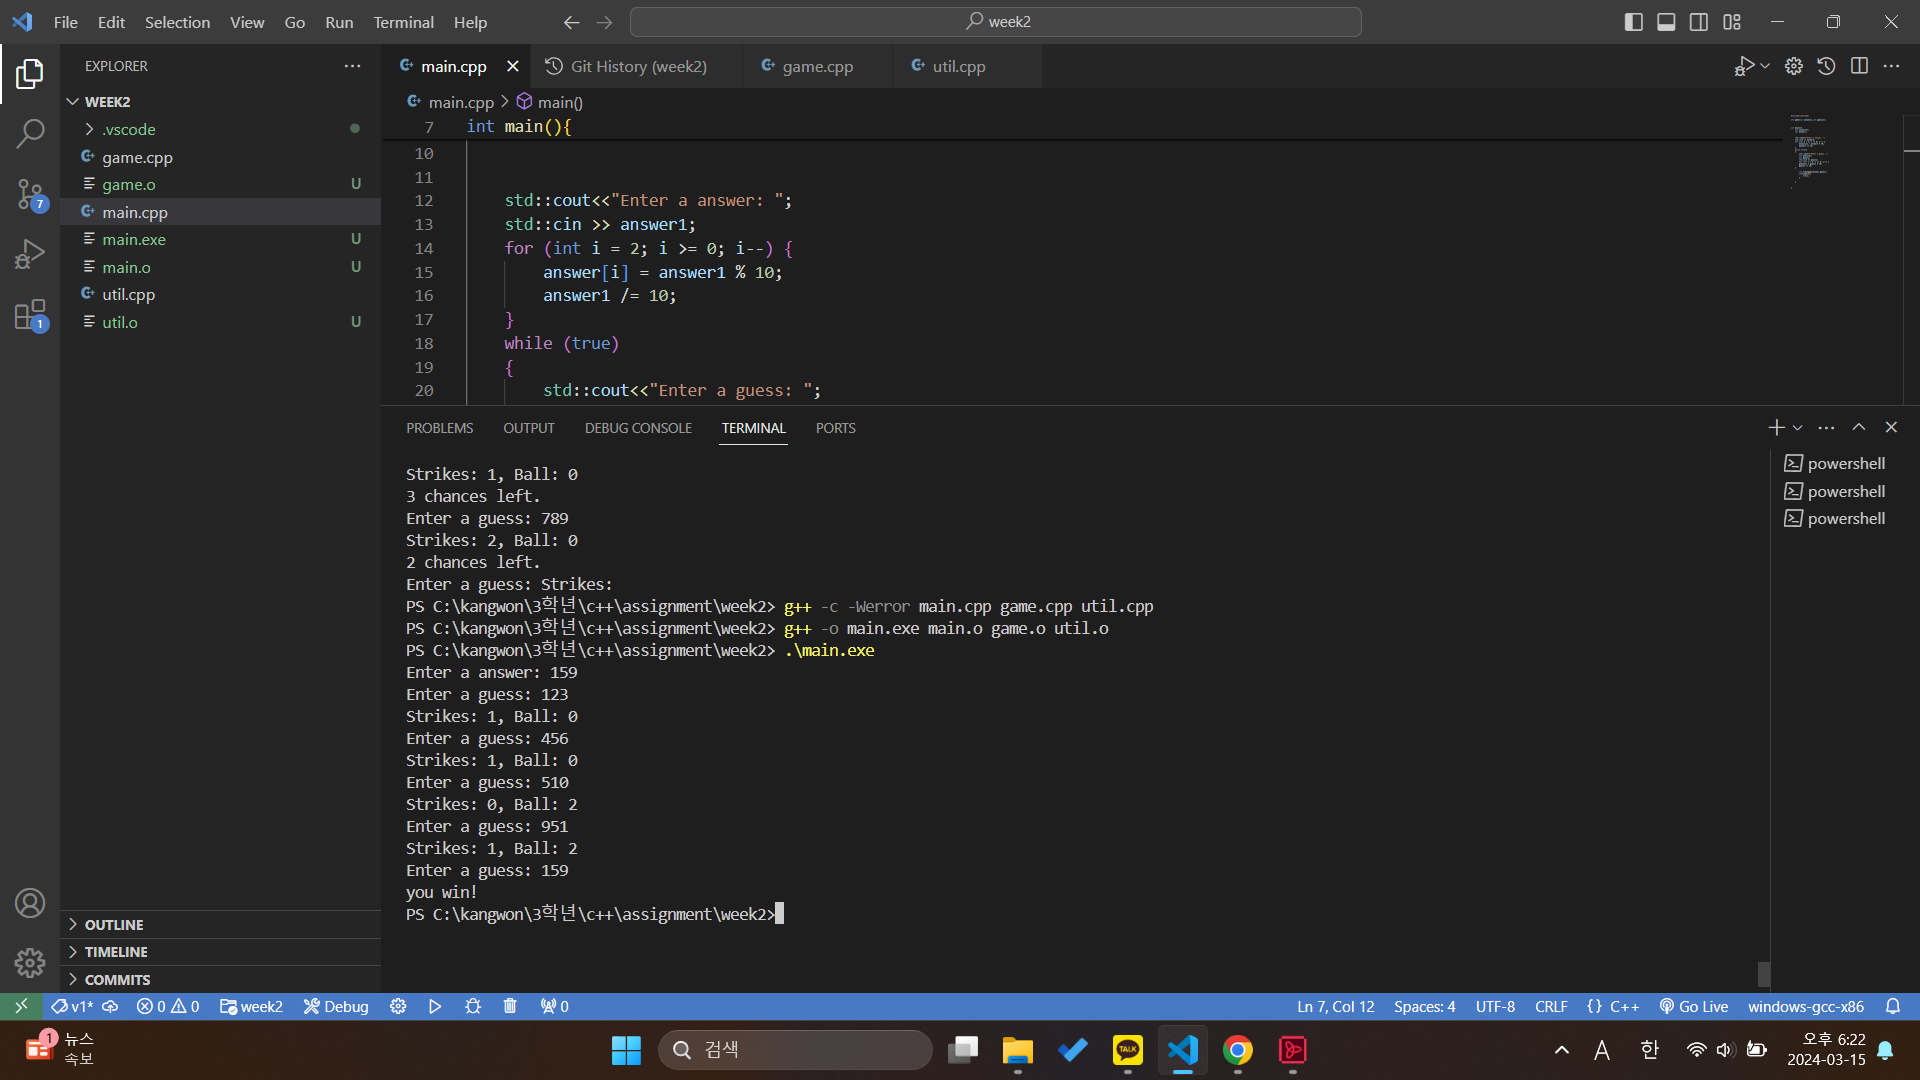 File Edit Selection View Go Run Terminal Help
week2
EXPLORER
WEEK2
.vscode
game.cpp
game.o U
main.cpp
main.exe U
main.o U
util.cpp
util.o U
7
1
OUTLINE
TIMELINE
COMMITS
main.cpp
Git History (week2)
game.cpp
util.cpp
main.cpp > main()
7 int main(){
10
11
12 std::cout<<"Enter a answer: ";
13 std::cin >> answer1;
14 for (int i = 2; i >= 0; i--) {
15 answer[i] = answer1 % 10;
16 answer1 /= 10;
17 }
18 while (true)
19 {
20 std::cout<<"Enter a guess: ";
PROBLEMS OUTPUT DEBUG CONSOLE TERMINAL PORTS
powershell
powershell
powershell
Strikes: 1, Ball: 0
3 chances left.
Enter a guess: 789
Strikes: 2, Ball: 0
2 chances left.
Enter a guess: Strikes:
PS C:\kangwon\3학년\c++\assignment\week2> g++ -c -Werror main.cpp game.cpp util.cpp
PS C:\kangwon\3학년\c++\assignment\week2> g++ -o main.exe main.o game.o util.o
PS C:\kangwon\3학년\c++\assignment\week2> .\main.exe
Enter a answer: 159
Enter a guess: 123
Strikes: 1, Ball: 0
Enter a guess: 456
Strikes: 1, Ball: 0
Enter a guess: 510
Strikes: 0, Ball: 2
Enter a guess: 951
Strikes: 1, Ball: 2
Enter a guess: 159
you win!
PS C:\kangwon\3학년\c++\assignment\week2>
v1* 0 0 week2 Debug 0 Ln 7, Col 12 Spaces: 4 UTF-8 CRLF {} C++ Go Live windows-gcc-x86
1
뉴스
속보
검색
TALK
A
한
오후 6:22
2024-03-15